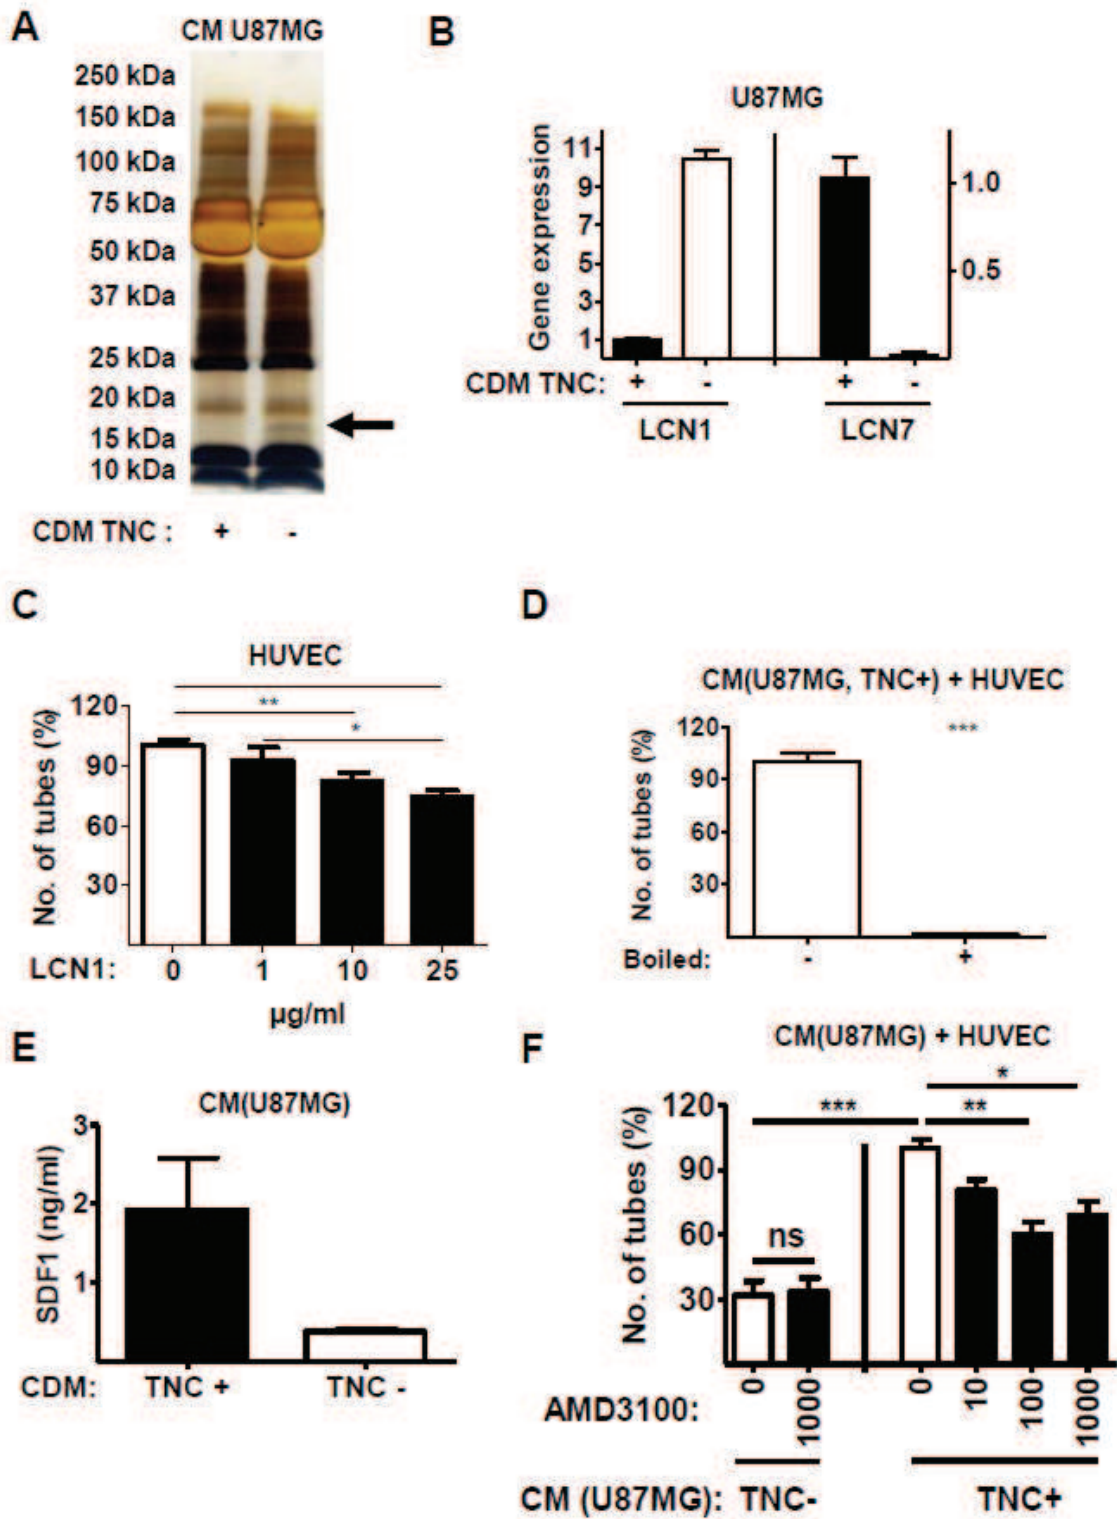 A
CM U87MG
250 kDa
150 kDa
100 kDa
75 kDa
50 kDa
37 kDa
25 kDa
20 kDa
15 kDa
10 kDa
CDM TNC : + -
B
U87MG
Gene expression
11
9
7
5
3
1
1.0
0.5
CDM TNC: + - + -
LCN1 LCN7
C
HUVEC
**
*
No. of tubes (%)
120
90
60
30
LCN1: 0 1 10 25
µg/ml
D
CM(U87MG, TNC+) + HUVEC
***
No. of tubes (%)
120
90
60
30
Boiled: - +
E
CM(U87MG)
SDF1 (ng/ml)
3
2
1
CDM: TNC + TNC -
F
CM(U87MG) + HUVEC
*
*** **
ns
No. of tubes (%)
120
90
60
30
AMD3100: 0 1000 0 10 100 1000
CM (U87MG): TNC- TNC+